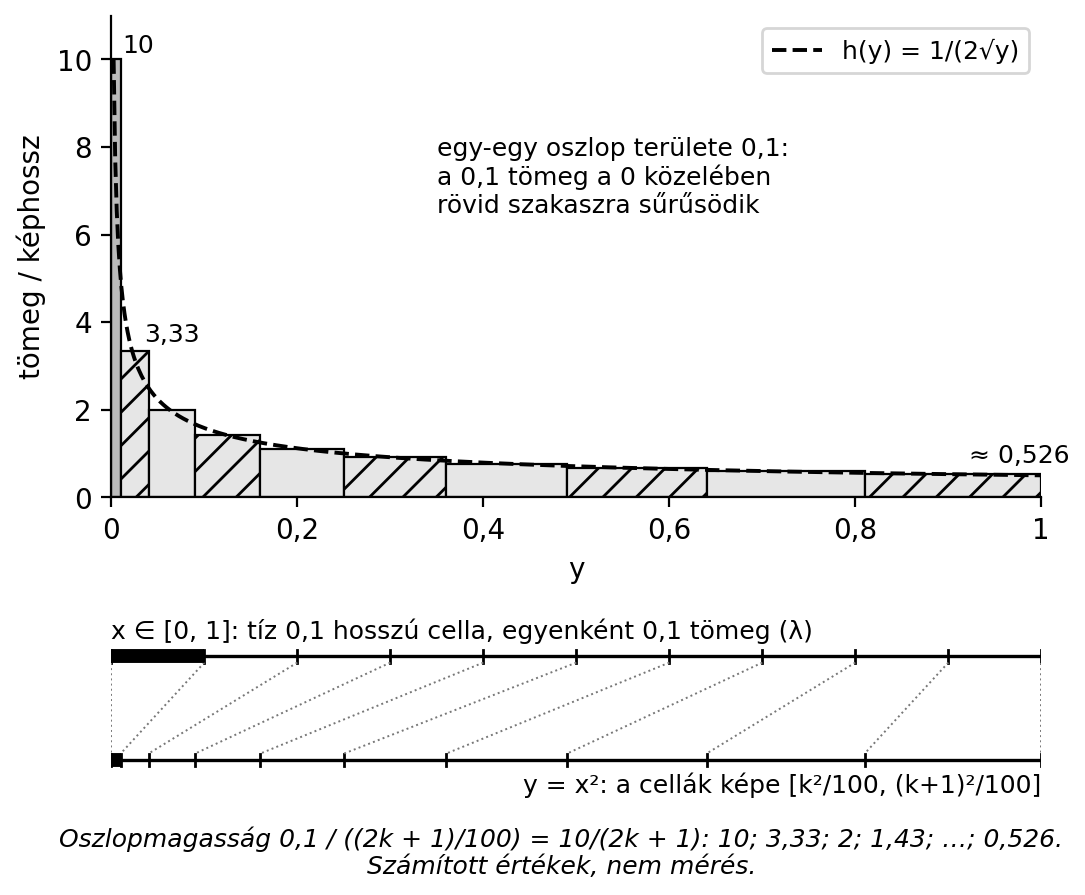 10
h(y) = 1/(2√y)
10
8
6
4
2
0
tömeg / képhossz
egy-egy oszlop területe 0,1:
a 0,1 tömeg a 0 közelében
rövid szakaszra sűrűsödik
3,33
≈ 0,526
0 0,2 0,4 0,6 0,8 1
y
x ∈ [0, 1]: tíz 0,1 hosszú cella, egyenként 0,1 tömeg (λ)
y = x²: a cellák képe [k²/100, (k+1)²/100]
Oszlopmagasság 0,1 / ((2k + 1)/100) = 10/(2k + 1): 10; 3,33; 2; 1,43; …; 0,526.
Számított értékek, nem mérés.